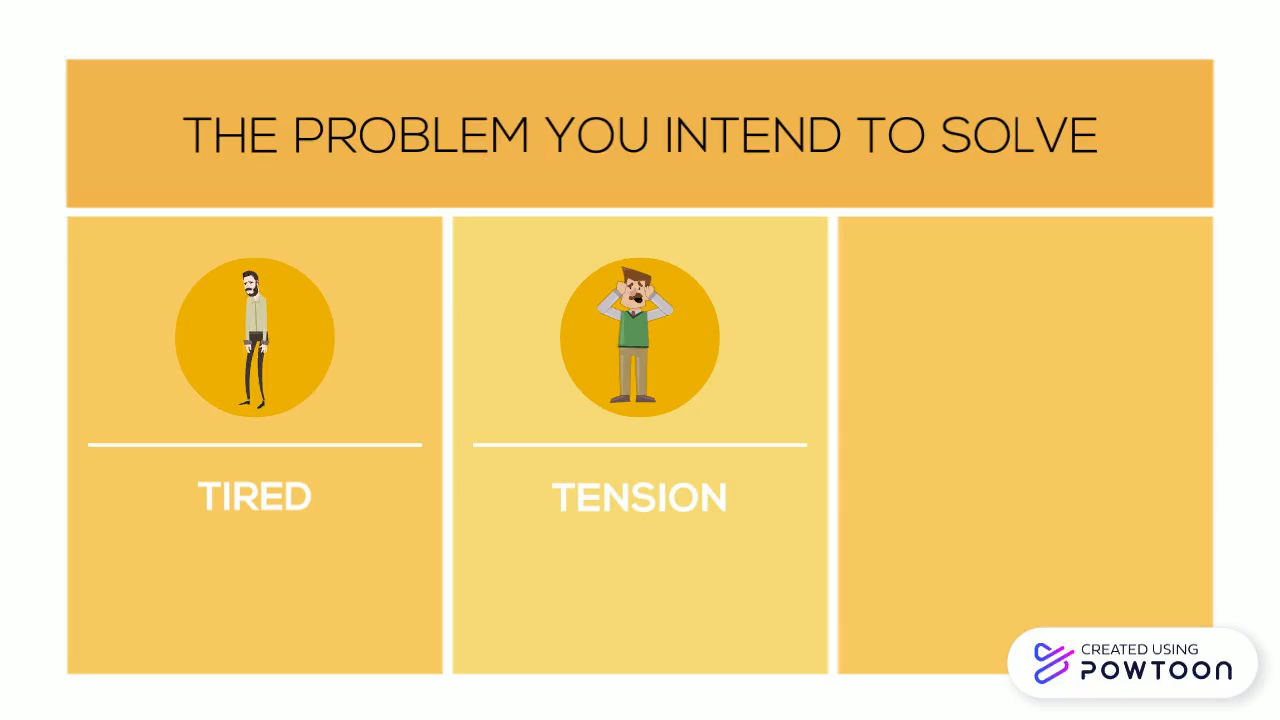 THE PROBLEM YOU INTEND TO SOLVE
TIRED
TENSION
CREATED USING
POWTOON